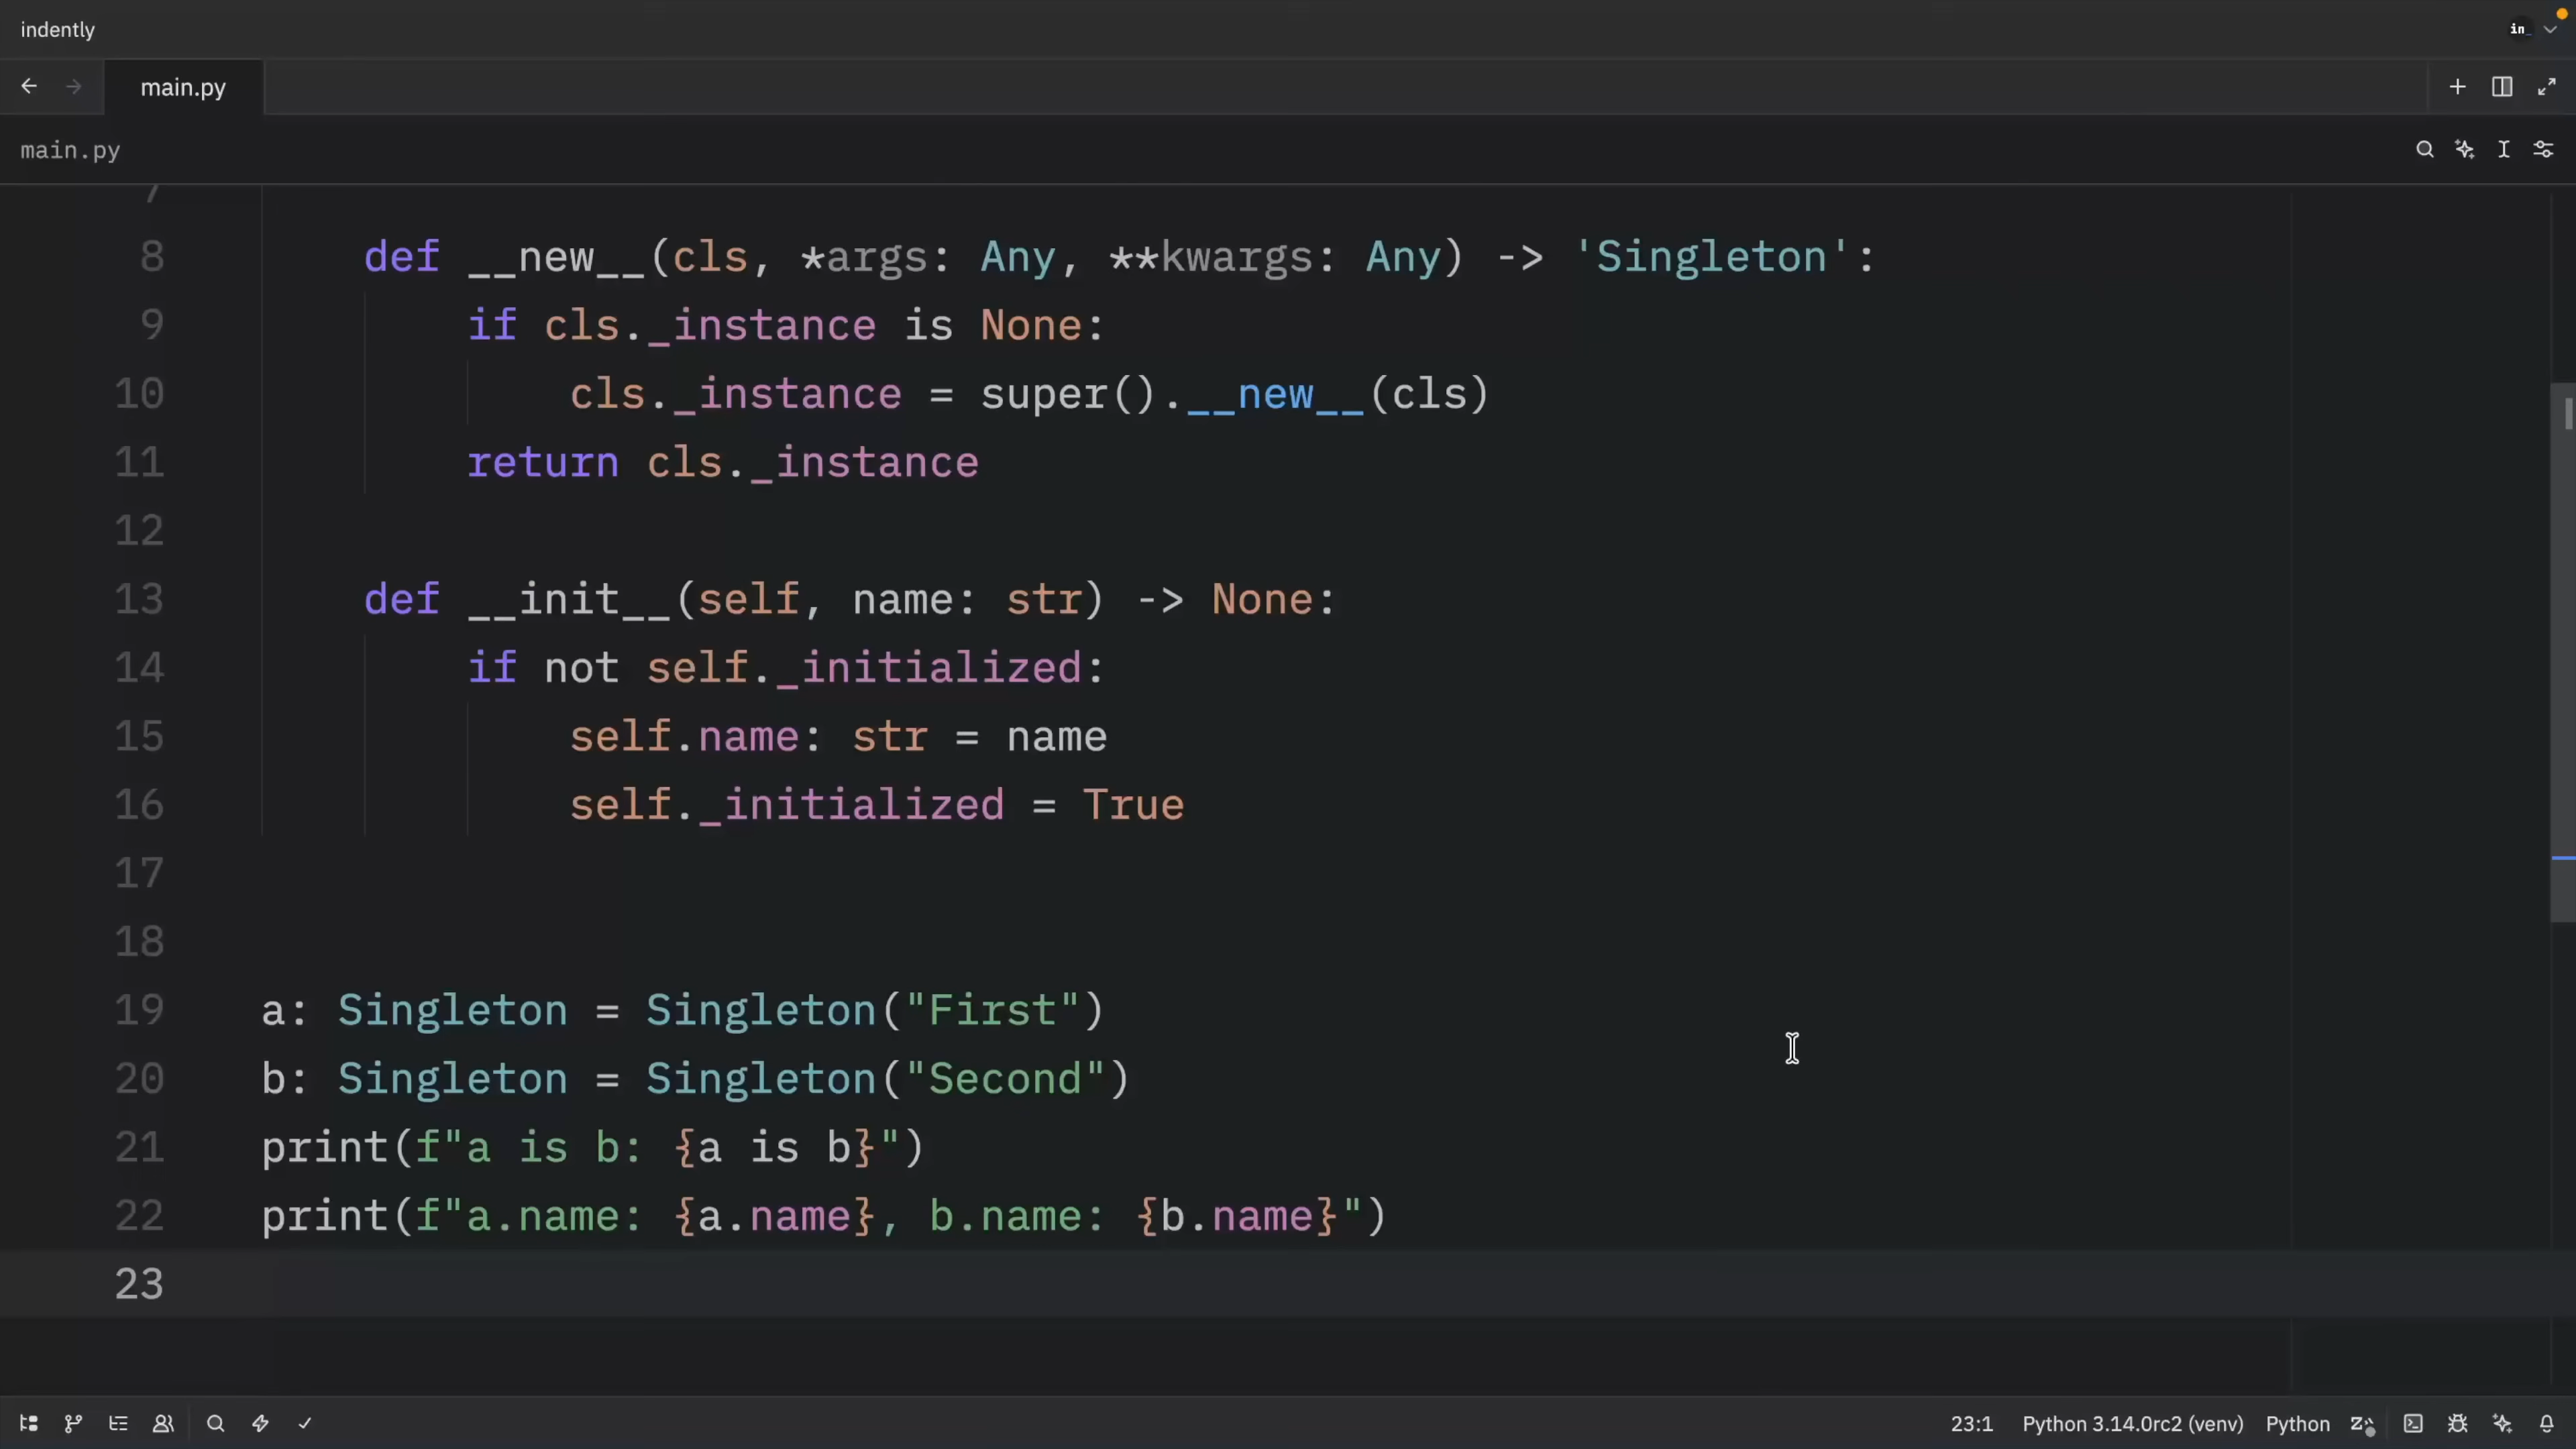 indently
in_
main.py
main.py
7
8 def __new__(cls, *args: Any, **kwargs: Any) -> 'Singleton':
9 if cls._instance is None:
10 cls._instance = super().__new__(cls)
11 return cls._instance
12
13 def __init__(self, name: str) -> None:
14 if not self._initialized:
15 self.name: str = name
16 self._initialized = True
17
18
19 a: Singleton = Singleton("First")
20 b: Singleton = Singleton("Second")
21 print(f"a is b: {a is b}")
22 print(f"a.name: {a.name}, b.name: {b.name}")
23
23:1 Python 3.14.0rc2 (venv) Python